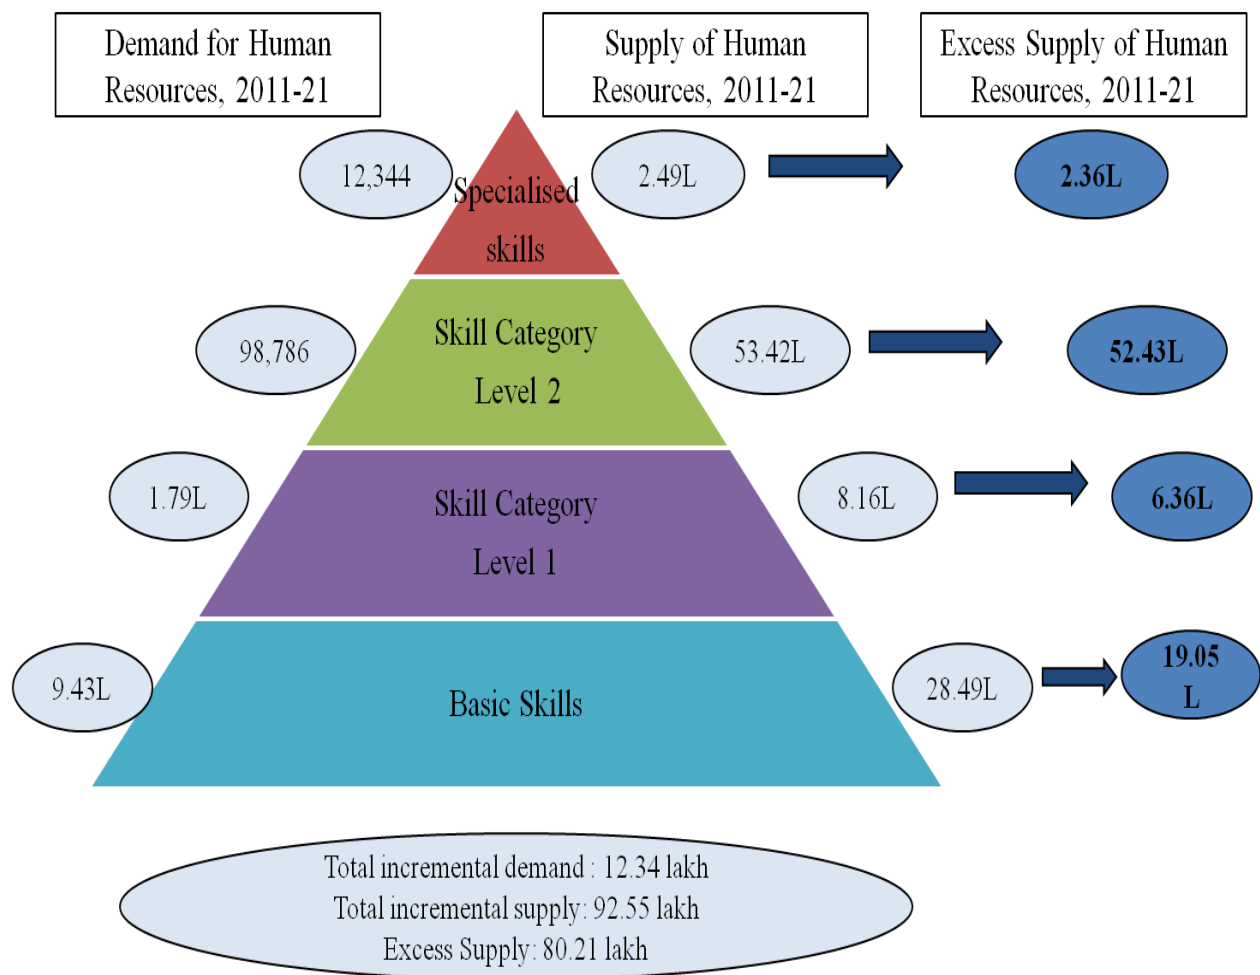 Demand for Human
Resources, 2011-21
Supply of Human
Resources, 2011-21
Excess Supply of Human
Resources, 2011-21
12,344
Specialised
skills
2.49L
2.36L
98,786
Skill Category
Level 2
53.42L
52.43L
1.79L
Skill Category
Level 1
8.16L
6.36L
9.43L
Basic Skills
28.49L
19.05
L
Total incremental demand : 12.34 lakh
Total incremental supply: 92.55 lakh
Excess Supply: 80.21 lakh